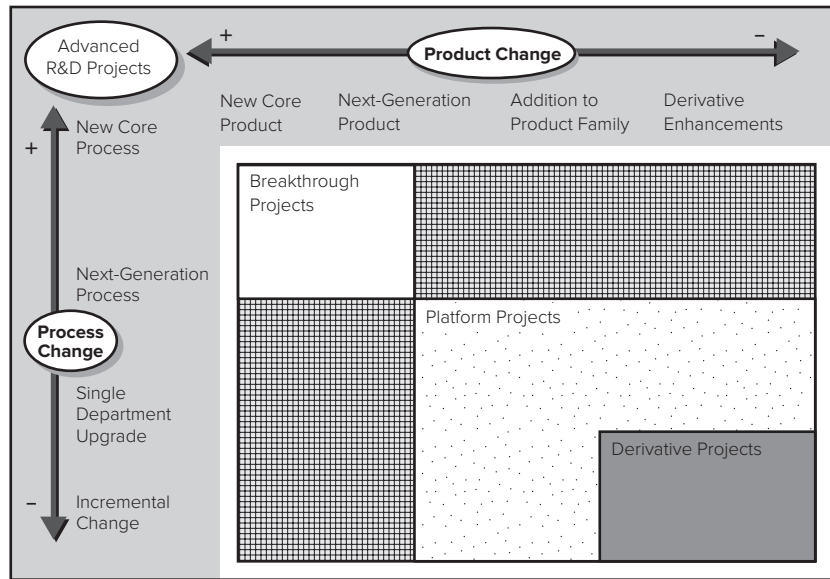 Advanced
R&D Projects
+
Product Change
–
New Core
Product
Next-Generation
Product
Addition to
Product Family
Derivative
Enhancements
+
New Core
Process
Next-Generation
Process
Process
Change
Single
Department
Upgrade
–
Incremental
Change
Breakthrough
Projects
Platform Projects
Derivative Projects